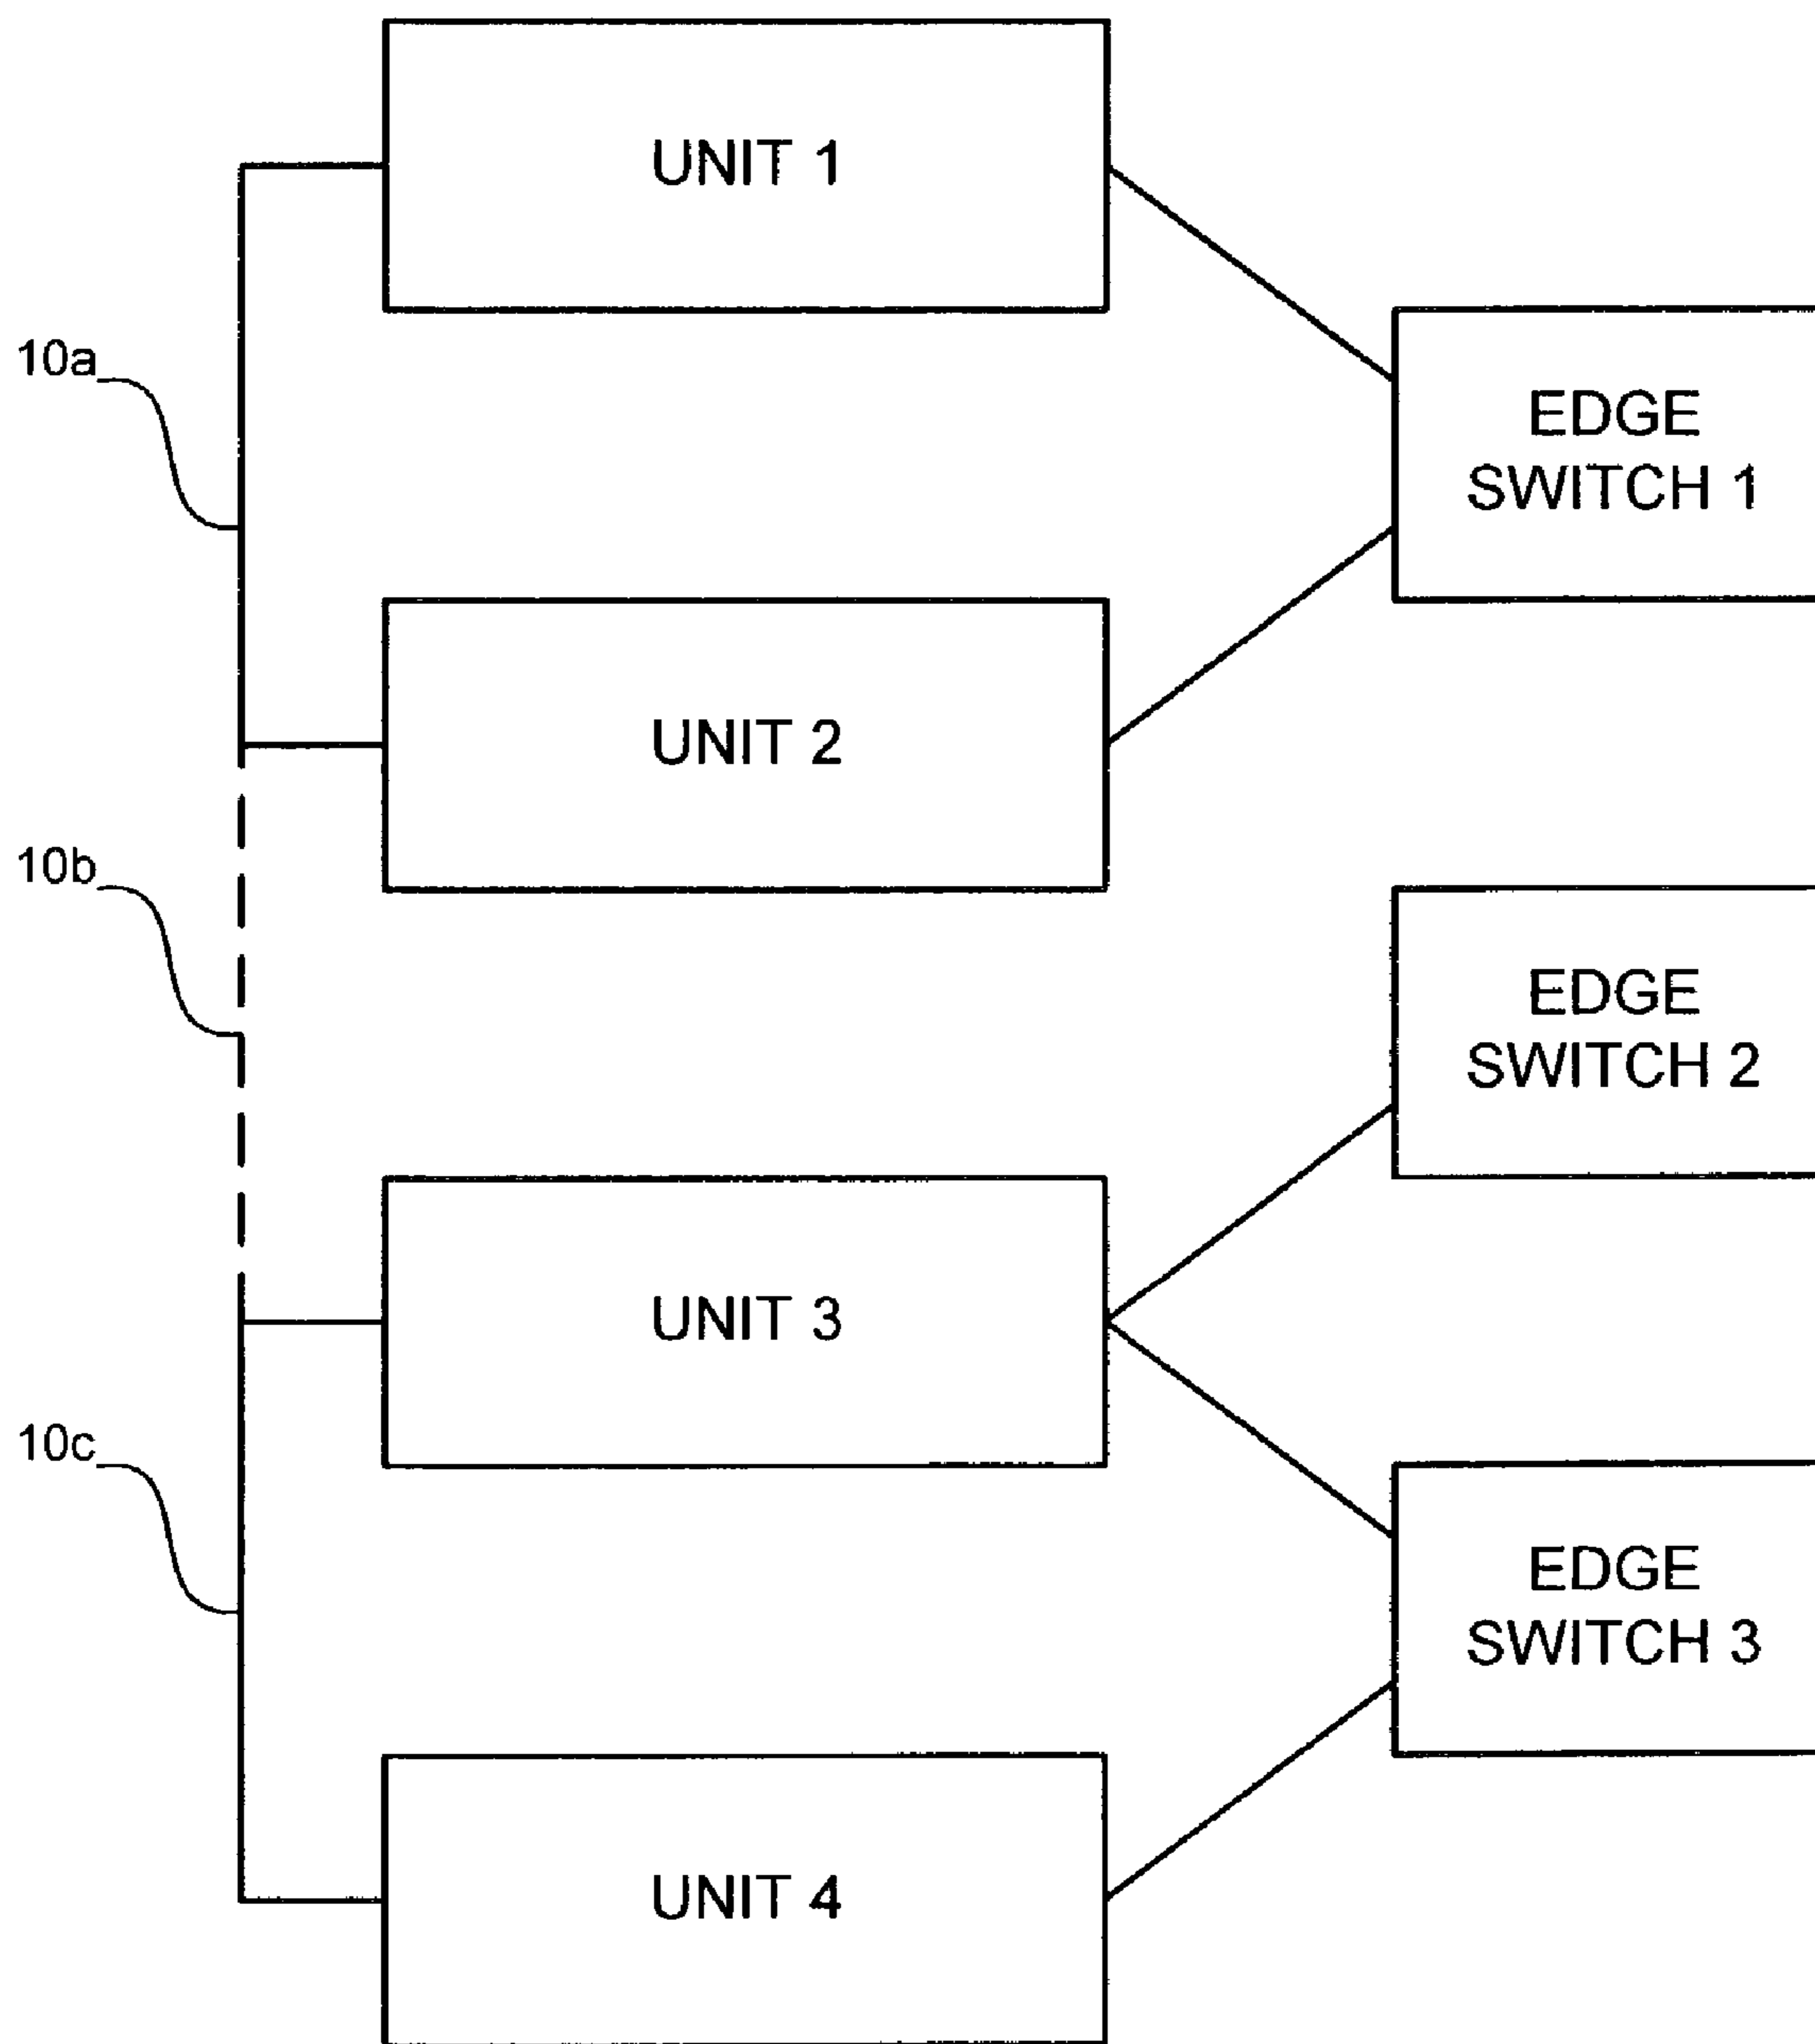 UNIT 1
10a
EDGE
SWITCH 1
UNIT 2
10b
EDGE
SWITCH 2
UNIT 3
10c
EDGE
SWITCH 3
UNIT 4